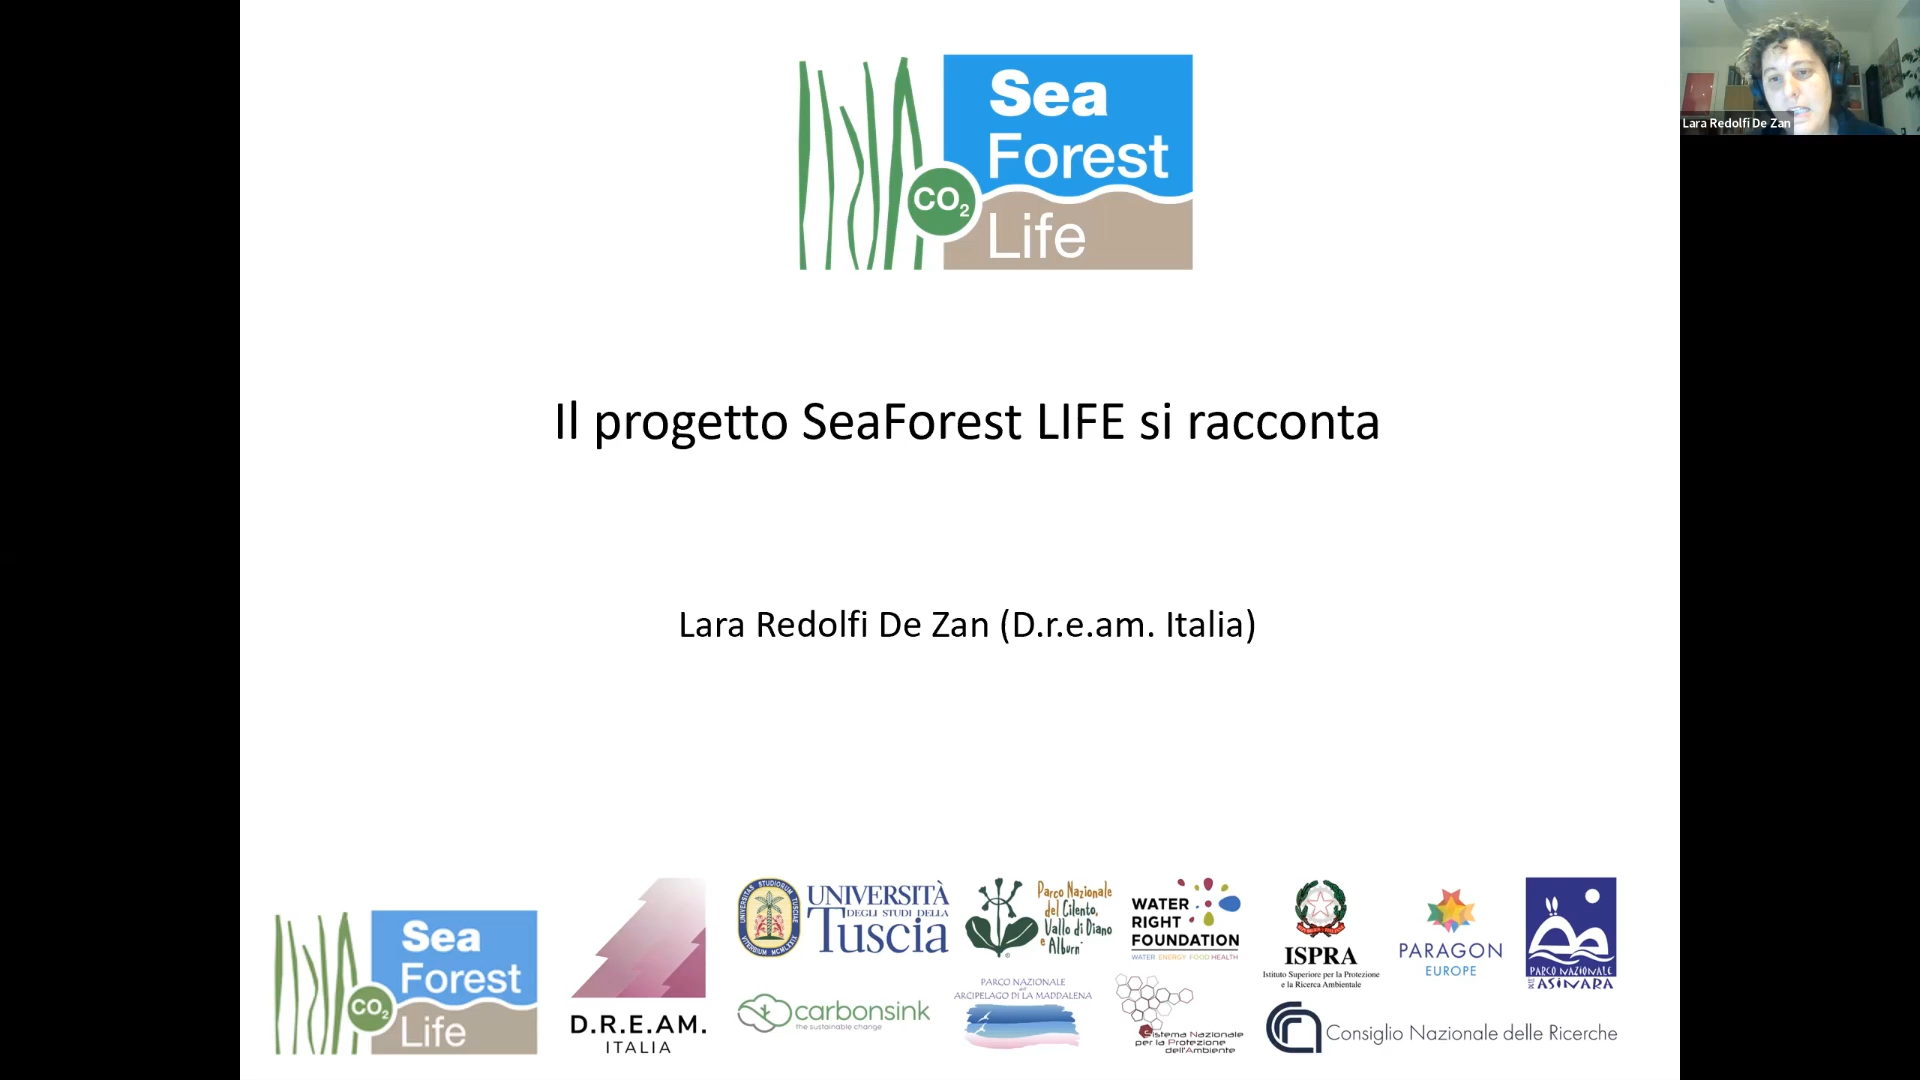 Sea
Forest
CO2
Life
Lara Redolfi De Zan
Il progetto SeaForest LIFE si racconta
Lara Redolfi De Zan (D.r.e.am. Italia)
Sea
Forest
CO2
Life
D.R.E.AM.
ITALIA
UNIVERSITÀ
DEGLI STUDI DELLA
Tuscia
carbonsink
the sustainable change
Parco Nazionale
del Cilento,
Vallo di Diano
e Alburni
PARCO NAZIONALE
dell'
ARCIPELAGO DI LA MADDALENA
WATER
RIGHT
FOUNDATION
WATER ENERGY FOOD HEALTH
Sistema Nazionale
per la Protezione
dell'Ambiente
ISPRA
Istituto Superiore per la Protezione
e la Ricerca Ambientale
PARAGON
EUROPE
PARCO NAZIONALE
DELL'ASINARA
Consiglio Nazionale delle Ricerche